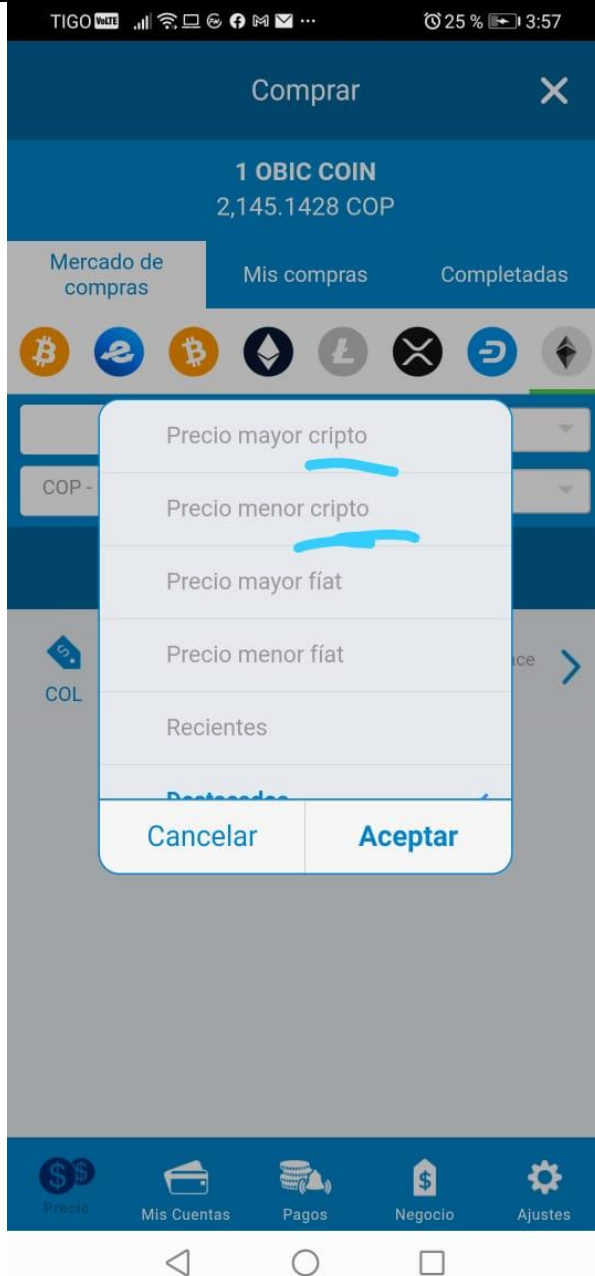 TIGO VoLTE 25 % 3:57
Comprar
1 OBIC COIN
2,145.1428 COP
Mercado de
compras
Mis compras
Completadas
COP -
Precio mayor cripto
Precio menor cripto
Precio mayor fíat
Precio menor fíat
Recientes
Destacados
COL
Cancelar
Aceptar
Precio
Mis Cuentas
Pagos
Negocio
Ajustes